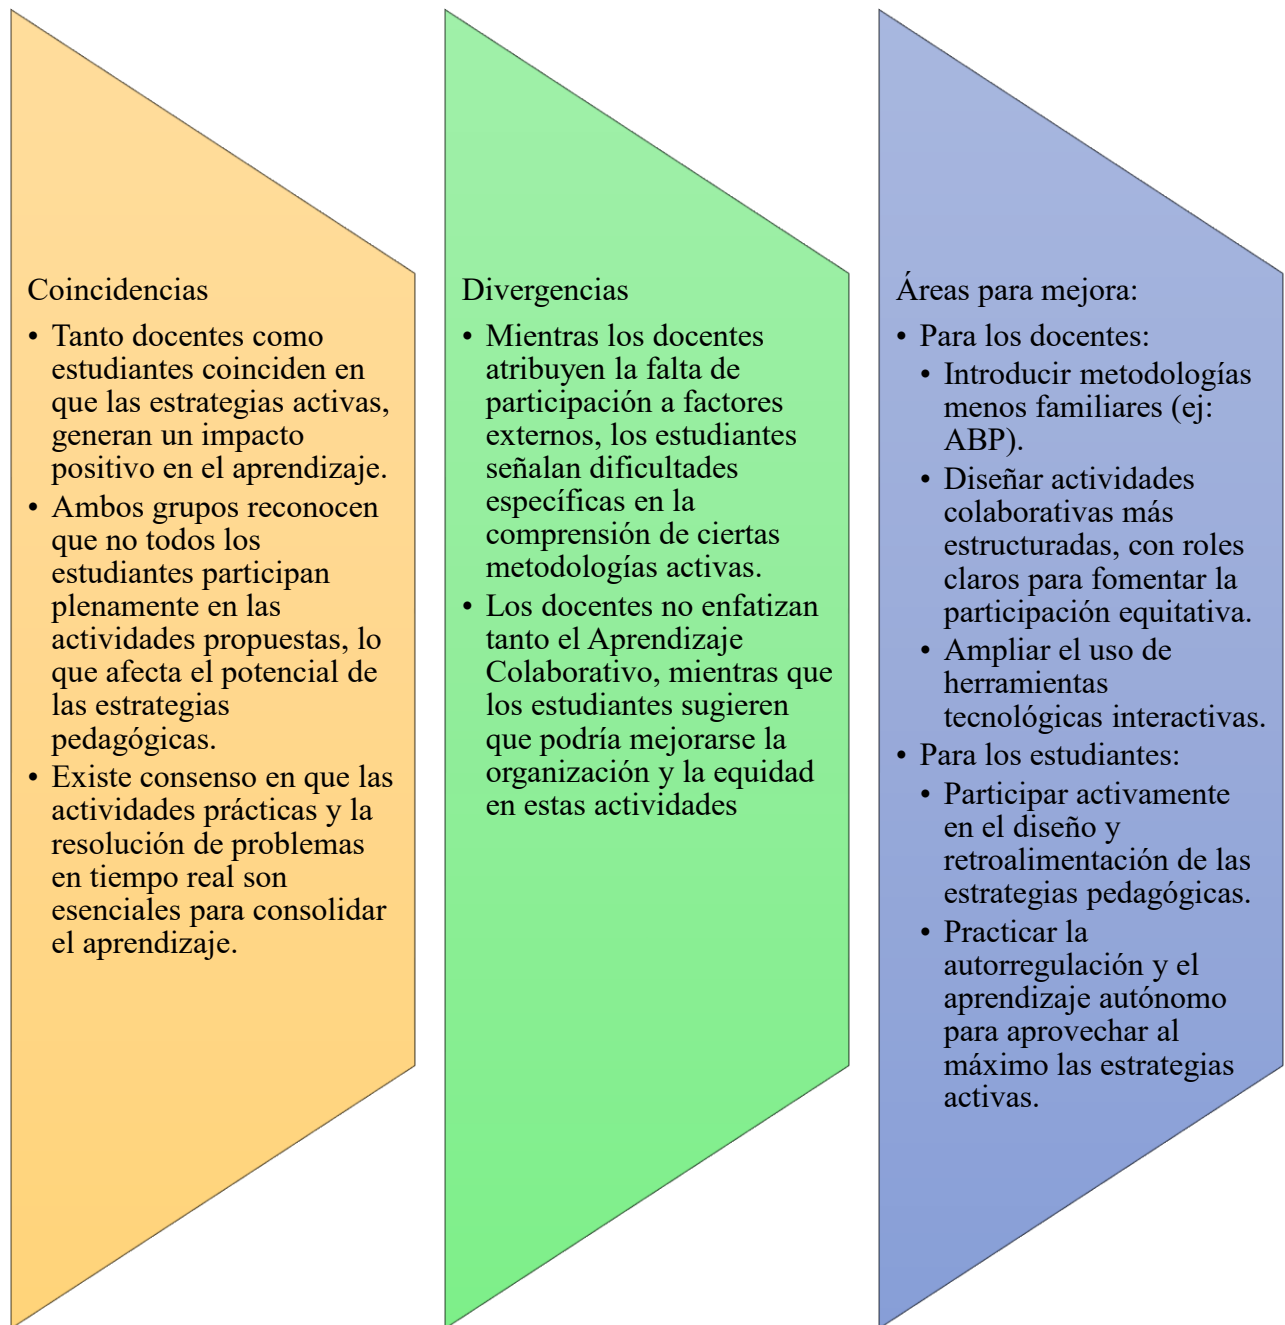 Coincidencias
• Tanto docentes como
estudiantes coinciden en
que las estrategias activas,
generan un impacto
positivo en el aprendizaje.
• Ambos grupos reconocen
que no todos los
estudiantes participan
plenamente en las
actividades propuestas, lo
que afecta el potencial de
las estrategias
pedagógicas.
• Existe consenso en que las
actividades prácticas y la
resolución de problemas
en tiempo real son
esenciales para consolidar
el aprendizaje.
Divergencias
• Mientras los docentes
atribuyen la falta de
participación a factores
externos, los estudiantes
señalan dificultades
específicas en la
comprensión de ciertas
metodologías activas.
• Los docentes no enfatizan
tanto el Aprendizaje
Colaborativo, mientras que
los estudiantes sugieren
que podría mejorarse la
organización y la equidad
en estas actividades
Áreas para mejora:
• Para los docentes:
• Introducir metodologías
menos familiares (ej:
ABP).
• Diseñar actividades
colaborativas más
estructuradas, con roles
claros para fomentar la
participación equitativa.
• Ampliar el uso de
herramientas
tecnológicas interactivas.
• Para los estudiantes:
• Participar activamente
en el diseño y
retroalimentación de las
estrategias pedagógicas.
• Practicar la
autorregulación y el
aprendizaje autónomo
para aprovechar al
máximo las estrategias
activas.